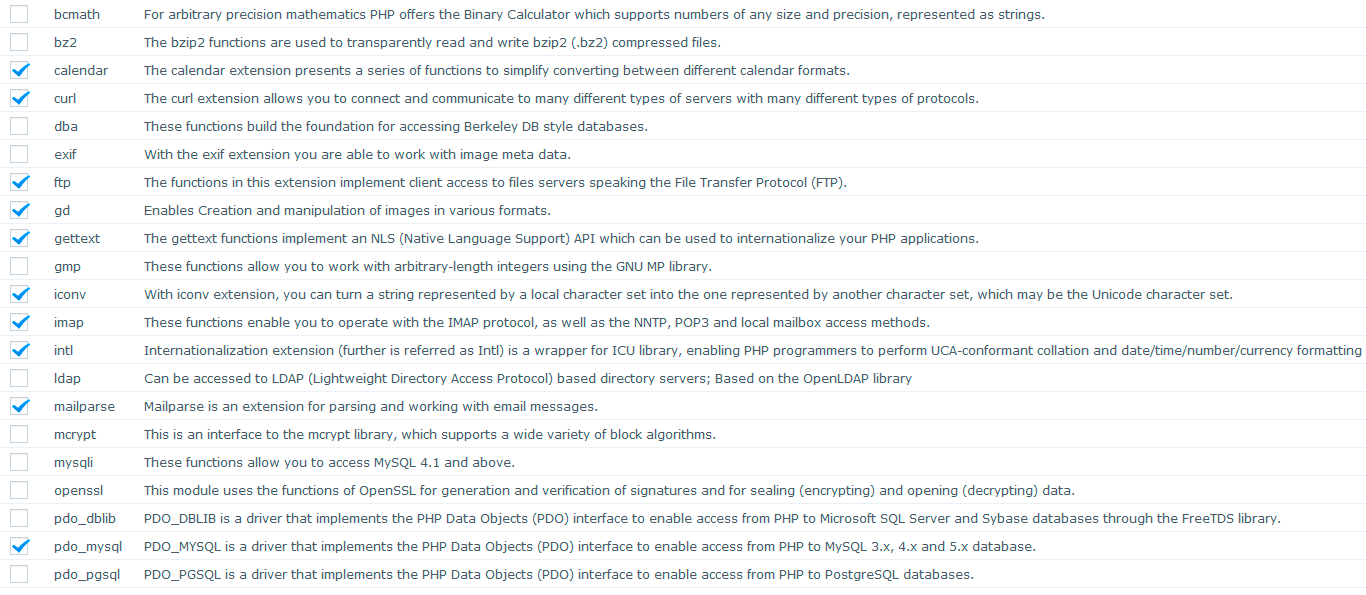 bcmath For arbitrary precision mathematics PHP offers the Binary Calculator which supports numbers of any size and precision, represented as strings.
bz2 The bzip2 functions are used to transparently read and write bzip2 (.bz2) compressed files.
calendar The calendar extension presents a series of functions to simplify converting between different calendar formats.
curl The curl extension allows you to connect and communicate to many different types of servers with many different types of protocols.
dba These functions build the foundation for accessing Berkeley DB style databases.
exif With the exif extension you are able to work with image meta data.
ftp The functions in this extension implement client access to files servers speaking the File Transfer Protocol (FTP).
gd Enables Creation and manipulation of images in various formats.
gettext The gettext functions implement an NLS (Native Language Support) API which can be used to internationalize your PHP applications.
gmp These functions allow you to work with arbitrary-length integers using the GNU MP library.
iconv With iconv extension, you can turn a string represented by a local character set into the one represented by another character set, which may be the Unicode character set.
imap These functions enable you to operate with the IMAP protocol, as well as the NNTP, POP3 and local mailbox access methods.
intl Internationalization extension (further is referred as Intl) is a wrapper for ICU library, enabling PHP programmers to perform UCA-conformant collation and date/time/number/currency formatting
ldap Can be accessed to LDAP (Lightweight Directory Access Protocol) based directory servers; Based on the OpenLDAP library
mailparse Mailparse is an extension for parsing and working with email messages.
mcrypt This is an interface to the mcrypt library, which supports a wide variety of block algorithms.
mysqli These functions allow you to access MySQL 4.1 and above.
openssl This module uses the functions of OpenSSL for generation and verification of signatures and for sealing (encrypting) and opening (decrypting) data.
pdo_dblib PDO_DBLIB is a driver that implements the PHP Data Objects (PDO) interface to enable access from PHP to Microsoft SQL Server and Sybase databases through the FreeTDS library.
pdo_mysql PDO_MYSQL is a driver that implements the PHP Data Objects (PDO) interface to enable access from PHP to MySQL 3.x, 4.x and 5.x database.
pdo_pgsql PDO_PGSQL is a driver that implements the PHP Data Objects (PDO) interface to enable access from PHP to PostgreSQL databases.